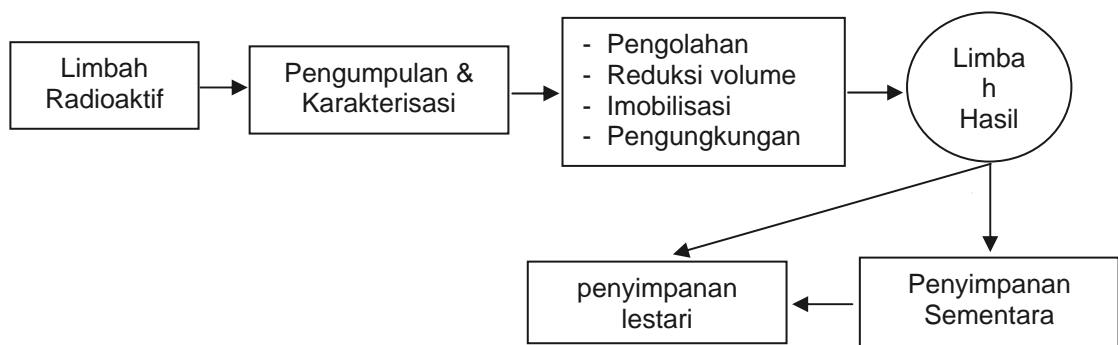 Limbah
Radioaktif
Pengumpulan &
Karakterisasi
- Pengolahan
- Reduksi volume
- Imobilisasi
- Pengungkungan
Limba
h
Hasil
penyimpanan
lestari
Penyimpanan
Sementara